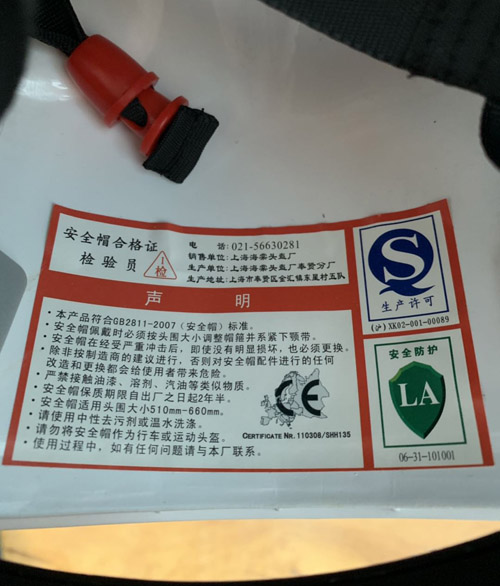 安全帽合格证
检验员
1
检
电 话: 021-56630281
销售单位: 上海海棠头盔厂
生产单位: 上海海棠头盔厂奉贤分厂
生产地址: 上海市奉贤区金汇镇东星村五队
声 明
·本产品符合GB2811-2007（安全帽）标准。
·安全帽佩戴时必须按头围大小调整帽箍并系紧下颚带。
·安全帽在经受严重冲击后，即使没有明显损坏，也必须更换。
·除非按制造商的建议进行，否则对安全帽配件进行的任何
改造和更换都会给使用者带来危险。
·严禁接触油漆、溶剂、汽油等类似物质。
·安全帽保质期限自出厂之日起2年半。
·安全帽适用头围大小510mm-660mm。
·请使用中性去污剂或温水洗涤。
·请勿将安全帽作为行车或运动头盔。
·使用过程中，如有任何问题请与本厂联系。
CE
CERTIFICATE NR. 110308/SHH135
生产许可
(沪) XK02-001-00089
安全防护
LA
06-31-101001